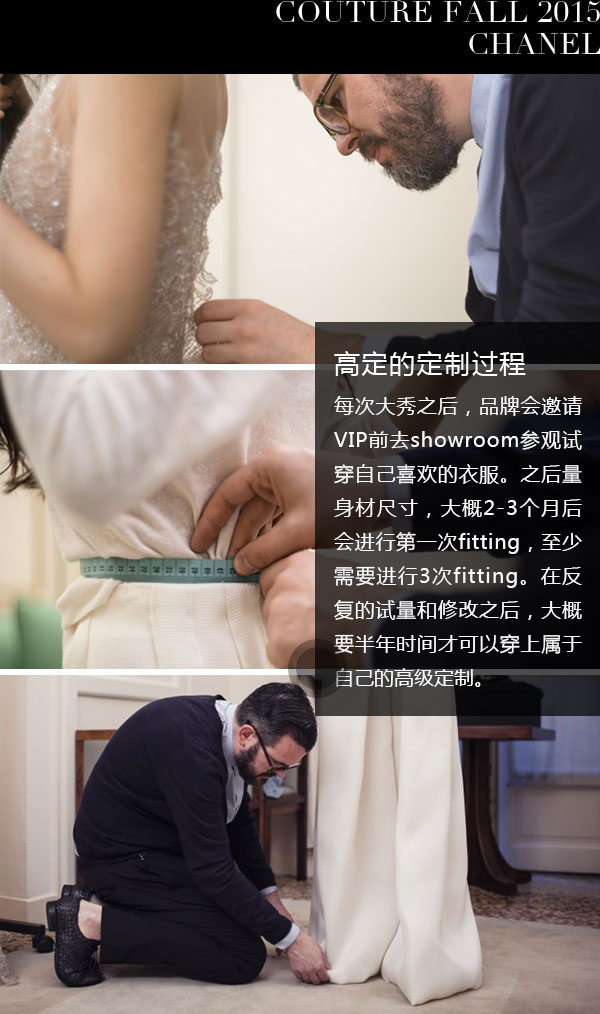 COUTURE FALL 2015
CHANEL
高定的定制过程
每次大秀之后，品牌会邀请
VIP前去showroom参观试
穿自己喜欢的衣服。之后量
身材尺寸，大概2-3个月后
会进行第一次fitting，至少
需要进行3次fitting。在反
复的试量和修改之后，大概
要半年时间才可以穿上属于
自己的高级定制。